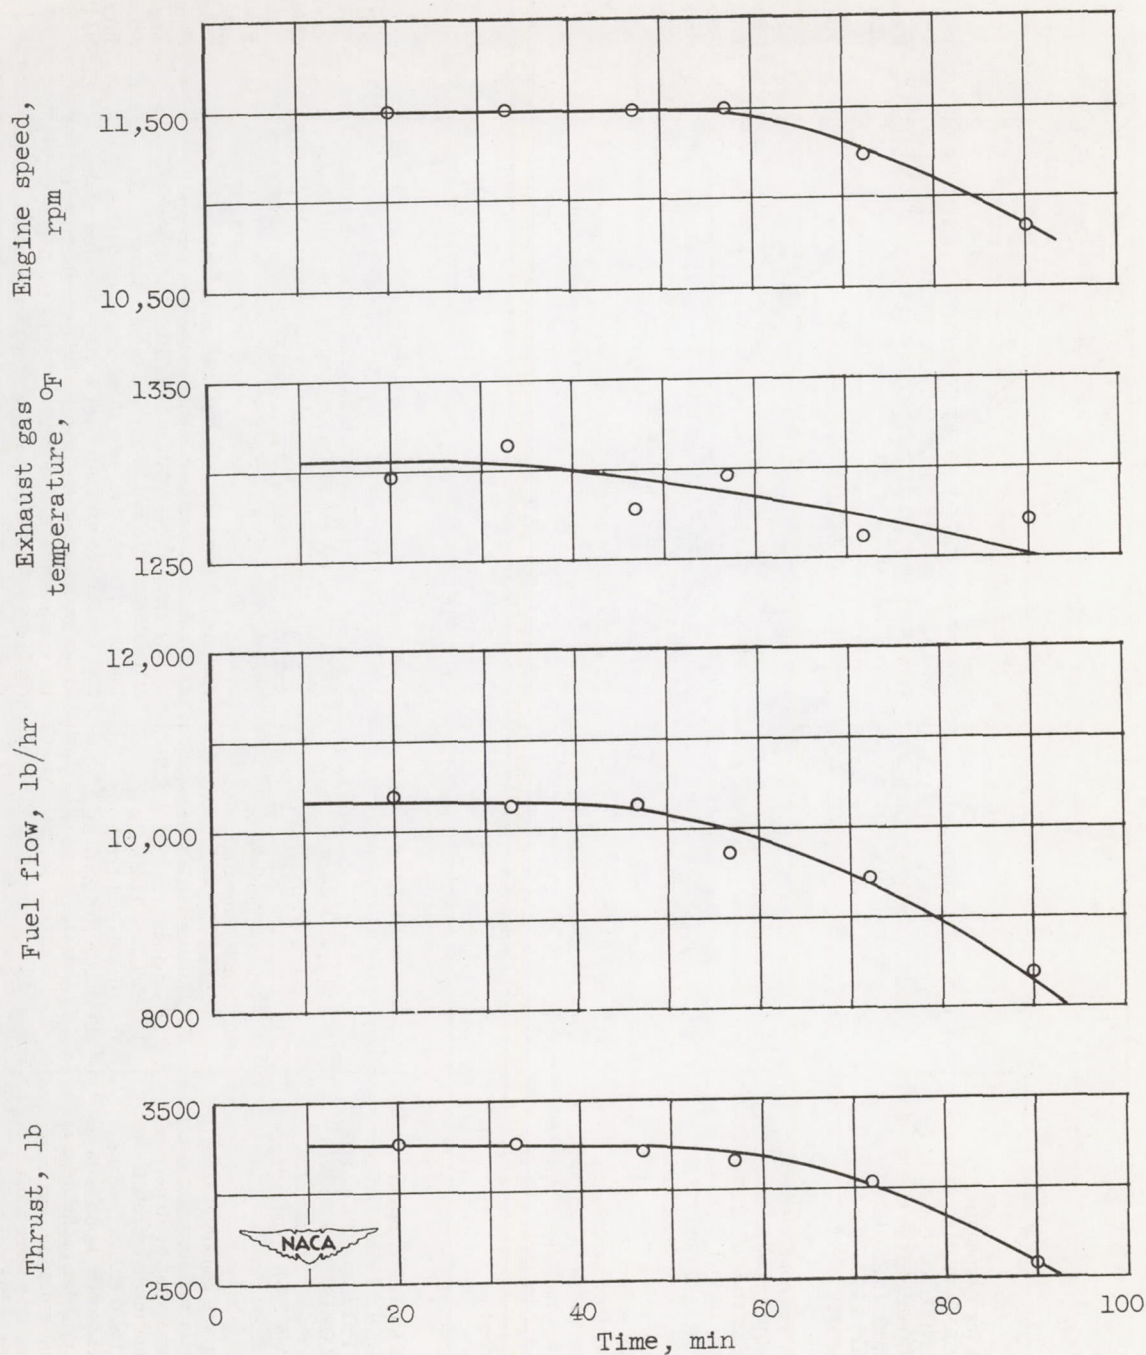 Engine speed,
rpm
11,500
10,500
Exhaust gas
temperature, °F
1350
1250
Fuel flow, lb/hr
12,000
10,000
8000
Thrust, lb
3500
2500
NACA
0 20 40 60 80 100
Time, min